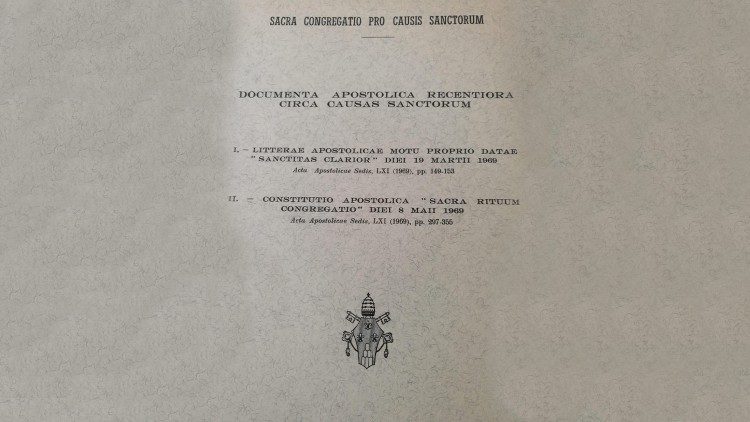 SACRA CONGREGATIO PRO CAUSIS SANCTORUM
DOCUMENTA APOSTOLICA RECENTIORA
CIRCA CAUSAS SANCTORUM
I. – LITTERAE APOSTOLICAE MOTU PROPRIO DATAE
"SANCTITAS CLARIOR" DIEI 19 MARTII 1969
Acta Apostolicae Sedis, LXI (1969), pp. 149-153
II. – CONSTITUTIO APOSTOLICA "SACRA RITUUM
CONGREGATIO" DIEI 8 MAII 1969
Acta Apostolicae Sedis, LXI (1969), pp. 297-355